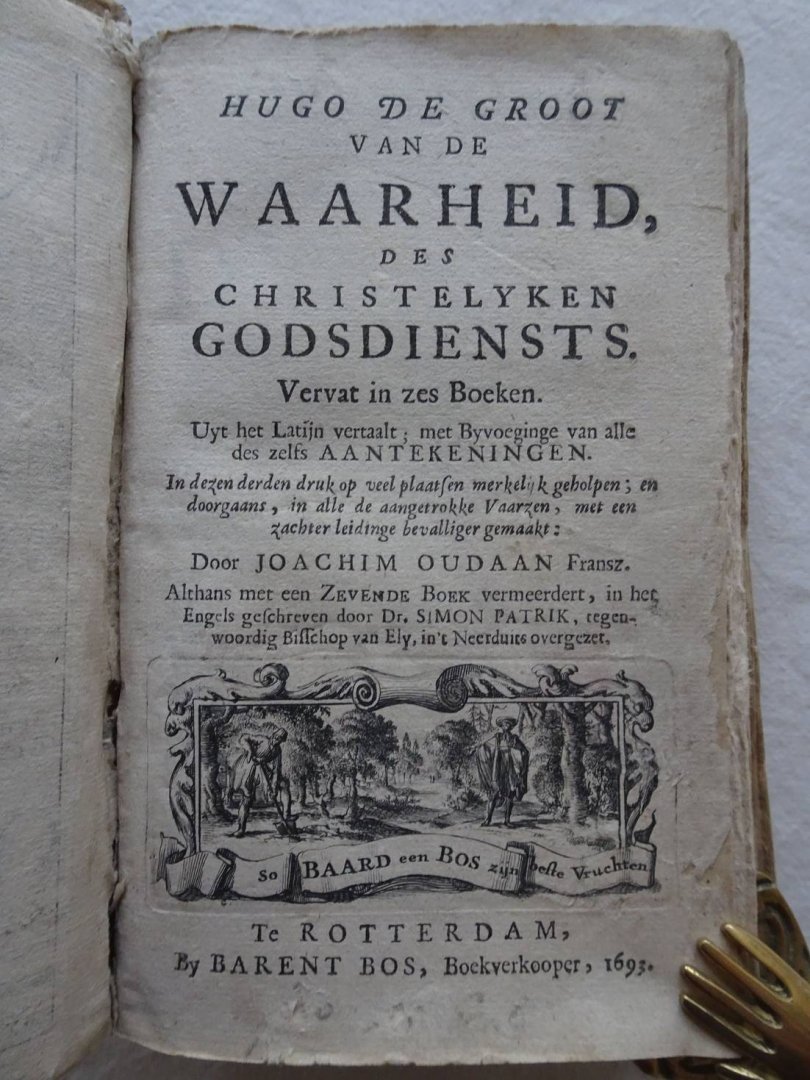 HUGO DE GROOT
VAN DE
WAARHEID,
DES
CHRISTELYKEN
GODSDIENSTS.
Vervat in zes Boeken.
Uyt het Latijn vertaalt; met Byvoeginge van alle
des zelfs AANTEKENINGEN.
In dezen derden druk op veel plaatsen merkelijk geholpen; en
doorgaans, in alle de aangetrokke Vaarzen, met een
zachter leidinge bevalliger gemaakt:
Door JOACHIM OUDAAN Fransz.
Althans met een ZEVENDE BOEK vermeerdert, in het
Engels geschreven door Dr. SIMON PATRIK, tegen-
woordig Bisschop van Ely, in't Neerduits overgezet.
So BAARD een BOS zijn beste Vruchten
Te ROTTERDAM,
By BARENT BOS, Boekverkooper, 1693.